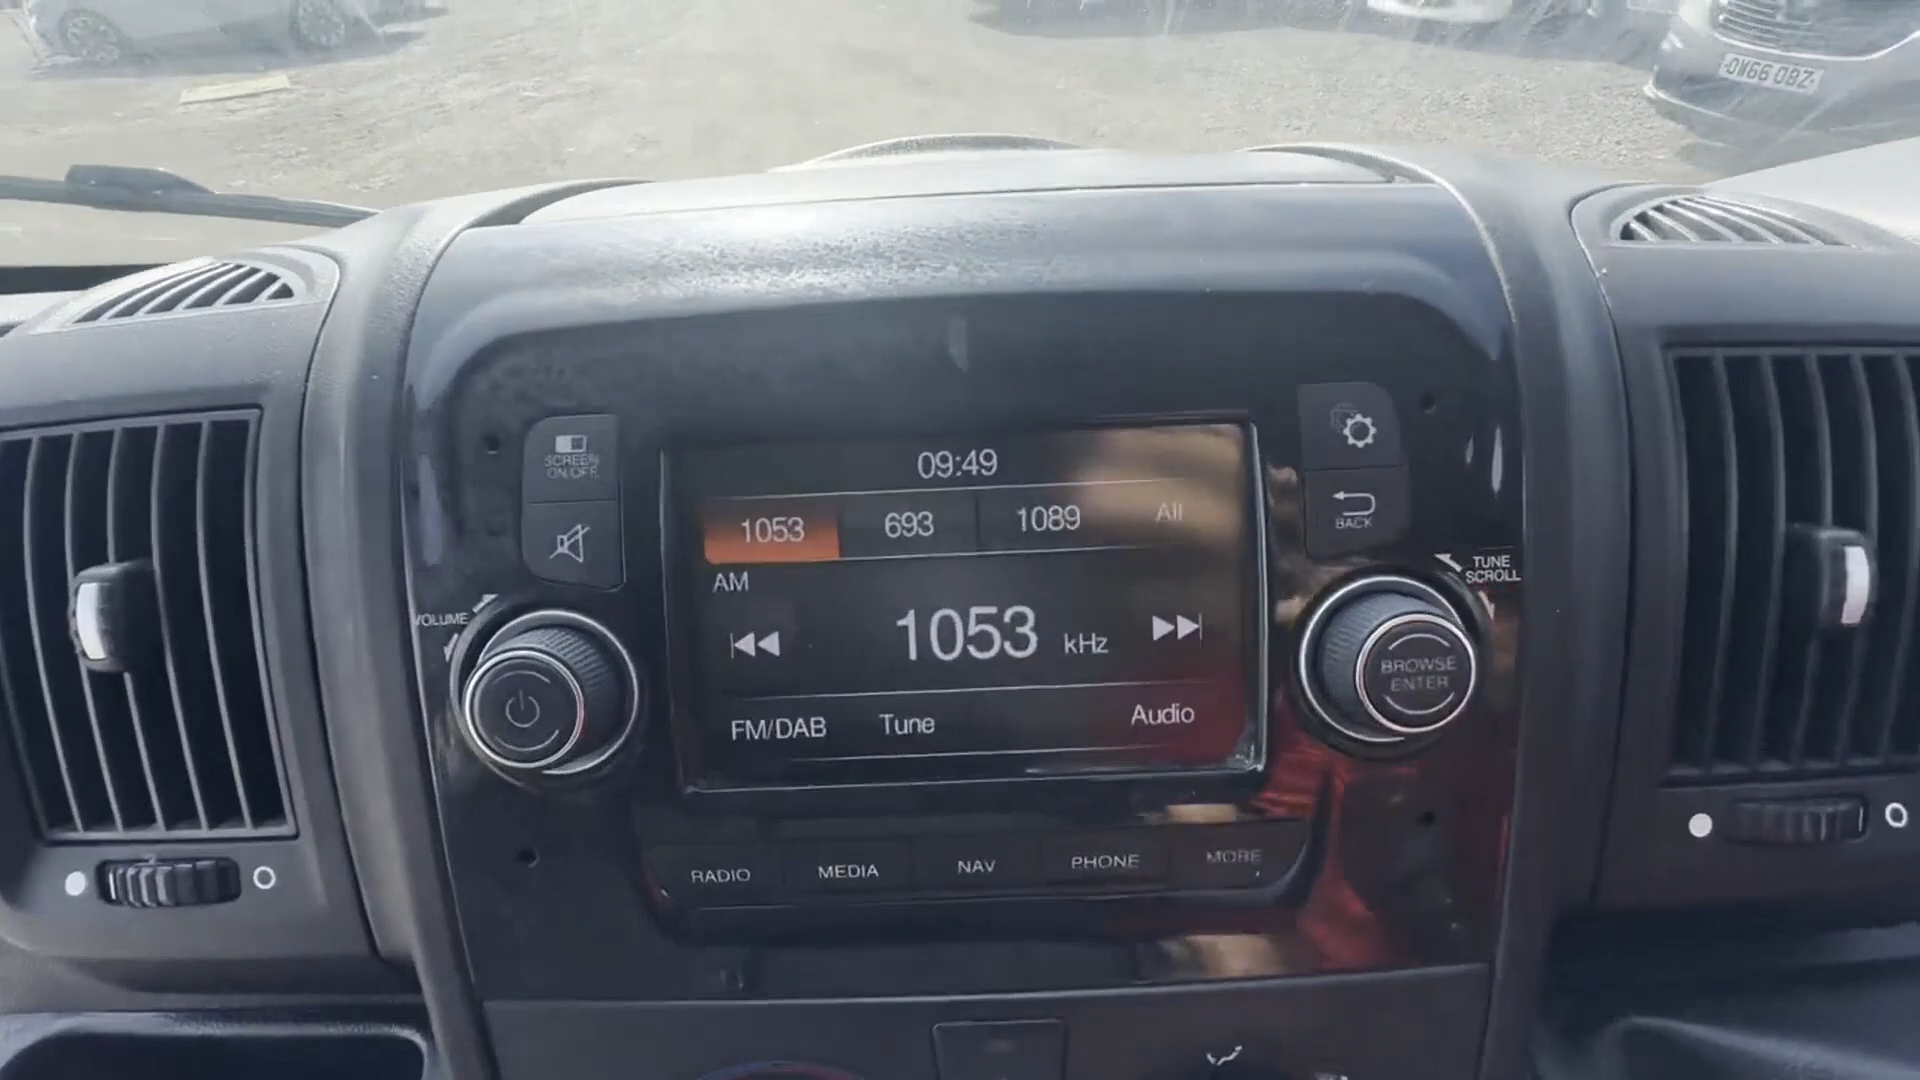 OW66 OBZ
SCREEN
ON/OFF
09:49
1053 693 1089 All
AM
1053 kHz
FM/DAB Tune Audio
VOLUME
BACK
TUNE
SCROLL
BROWSE
ENTER
RADIO MEDIA NAV PHONE MORE